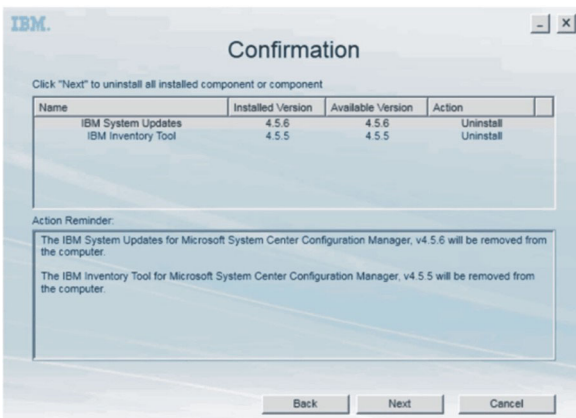 IBM.
Confirmation
Click "Next" to uninstall all installed component or component
Name Installed Version Available Version Action
IBM System Updates 4.5.6 4.5.6 Uninstall
IBM Inventory Tool 4.5.5 4.5.5 Uninstall
Action Reminder:
The IBM System Updates for Microsoft System Center Configuration Manager, v4.5.6 will be removed from
the computer.
The IBM Inventory Tool for Microsoft System Center Configuration Manager, v4.5.5 will be removed from
the computer.
Back Next Cancel